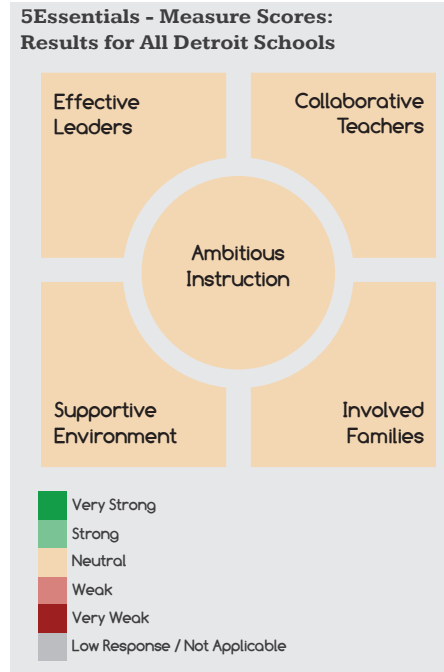 5Essentials - Measure Scores:
Results for All Detroit Schools
Effective
Leaders
Collaborative
Teachers
Ambitious
Instruction
Supportive
Environment
Involved
Families
Very Strong
Strong
Neutral
Weak
Very Weak
Low Response / Not Applicable